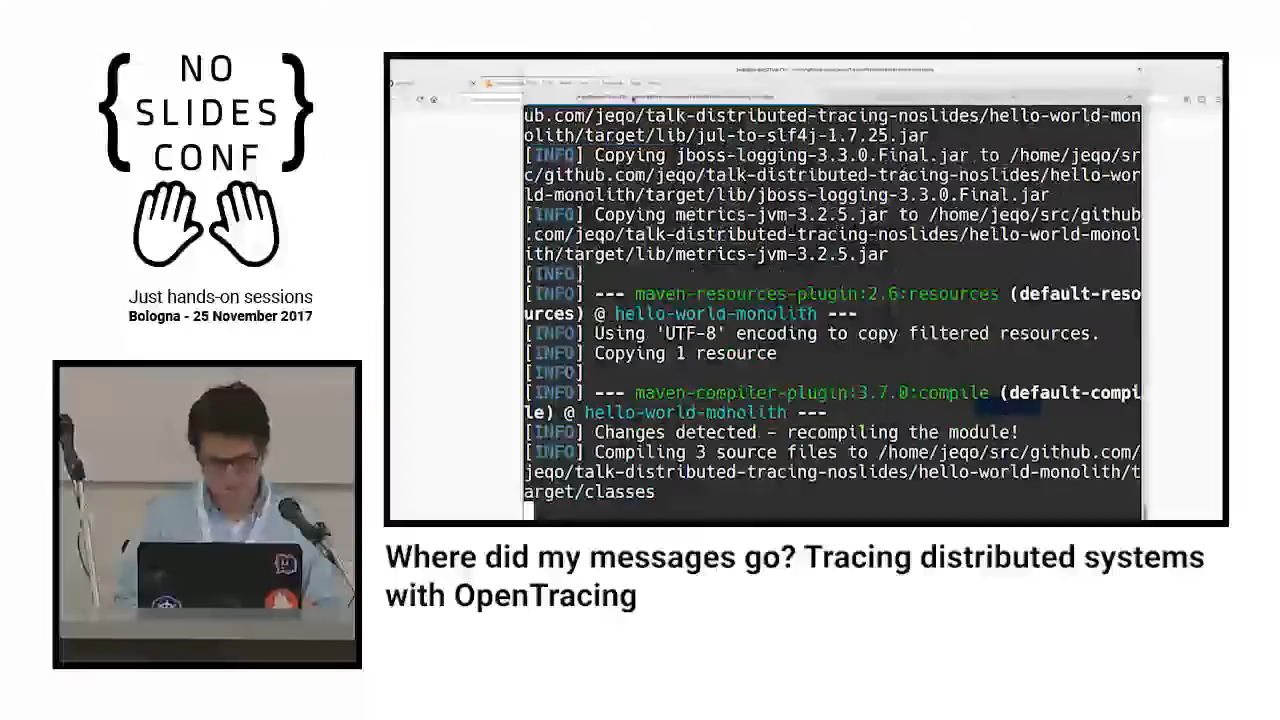 NO
SLIDES
CONF
Just hands-on sessions
Bologna - 25 November 2017
ub.com/jeqo/talk-distributed-tracing-noslides/hello-world-mon
olith/target/lib/jul-to-slf4j-1.7.25.jar
[INFO] Copying jboss-logging-3.3.0.Final.jar to /home/jeqo/sr
c/github.com/jeqo/talk-distributed-tracing-noslides/hello-wor
ld-monolith/target/lib/jboss-logging-3.3.0.Final.jar
[INFO] Copying metrics-jvm-3.2.5.jar to /home/jeqo/src/github
.com/jeqo/talk-distributed-tracing-noslides/hello-world-monol
ith/target/lib/metrics-jvm-3.2.5.jar
[INFO]
[INFO] --- maven-resources-plugin:2.6:resources (default-reso
urces) @ hello-world-monolith ---
[INFO] Using 'UTF-8' encoding to copy filtered resources.
[INFO] Copying 1 resource
[INFO]
[INFO] --- maven-compiler-plugin:3.7.0:compile (default-compi
le) @ hello-world-monolith ---
[INFO] Changes detected - recompiling the module!
[INFO] Compiling 3 source files to /home/jeqo/src/github.com/
jeqo/talk-distributed-tracing-noslides/hello-world-monolith/t
arget/classes
Where did my messages go? Tracing distributed systems
with OpenTracing